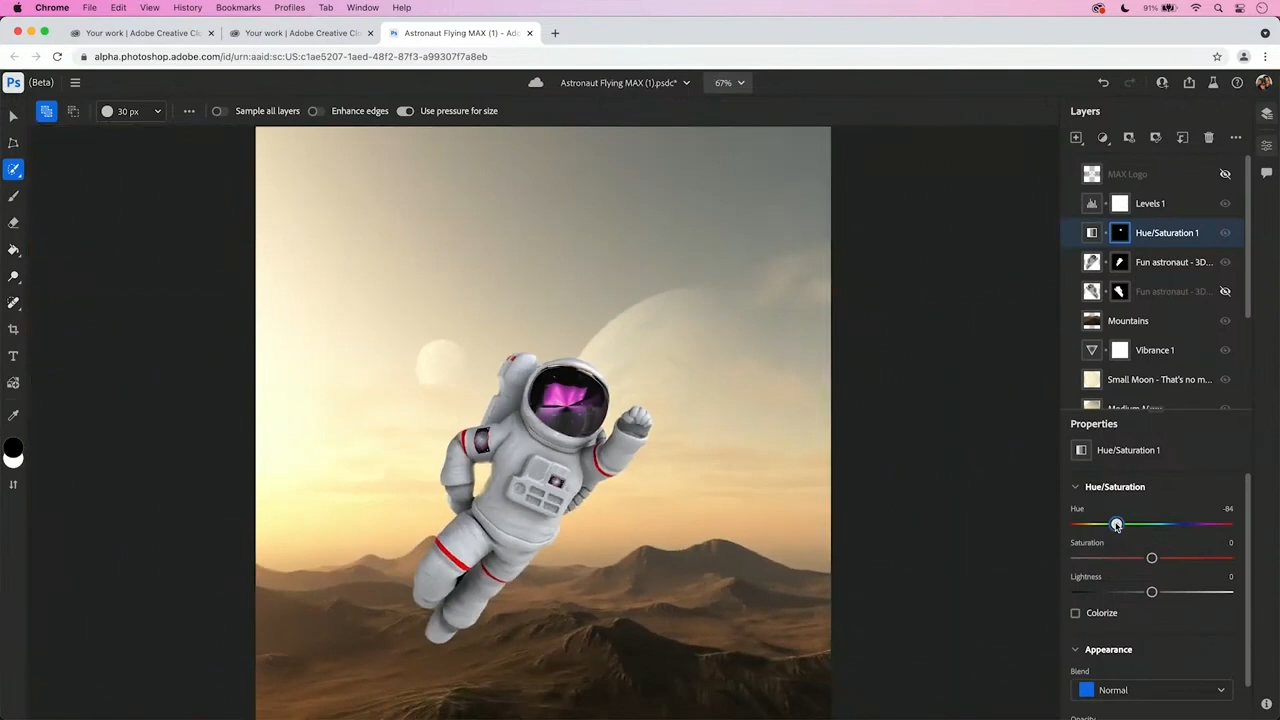 Chrome File Edit View History Bookmarks Profiles Tab Window Help 91%
Your work | Adobe Creative Clo Your work | Adobe Creative Clo Astronaut Flying MAX (1) - Ado
alpha.photoshop.adobe.com/id/urn:aaid:sc:US:c1ae5207-1aed-48f2-87f3-a99307f7a8eb
Ps (Beta) Astronaut Flying MAX (1).psdc* 67%
30 px Sample all layers Enhance edges Use pressure for size
Layers
MAX Logo
Levels 1
Hue/Saturation 1
Fun astronaut - 3D...
Fun astronaut - 3D...
Mountains
Vibrance 1
Small Moon - That's no m...
Properties
Hue/Saturation 1
Hue/Saturation
Hue -84
Saturation 0
Lightness 0
Colorize
Appearance
Blend
Normal